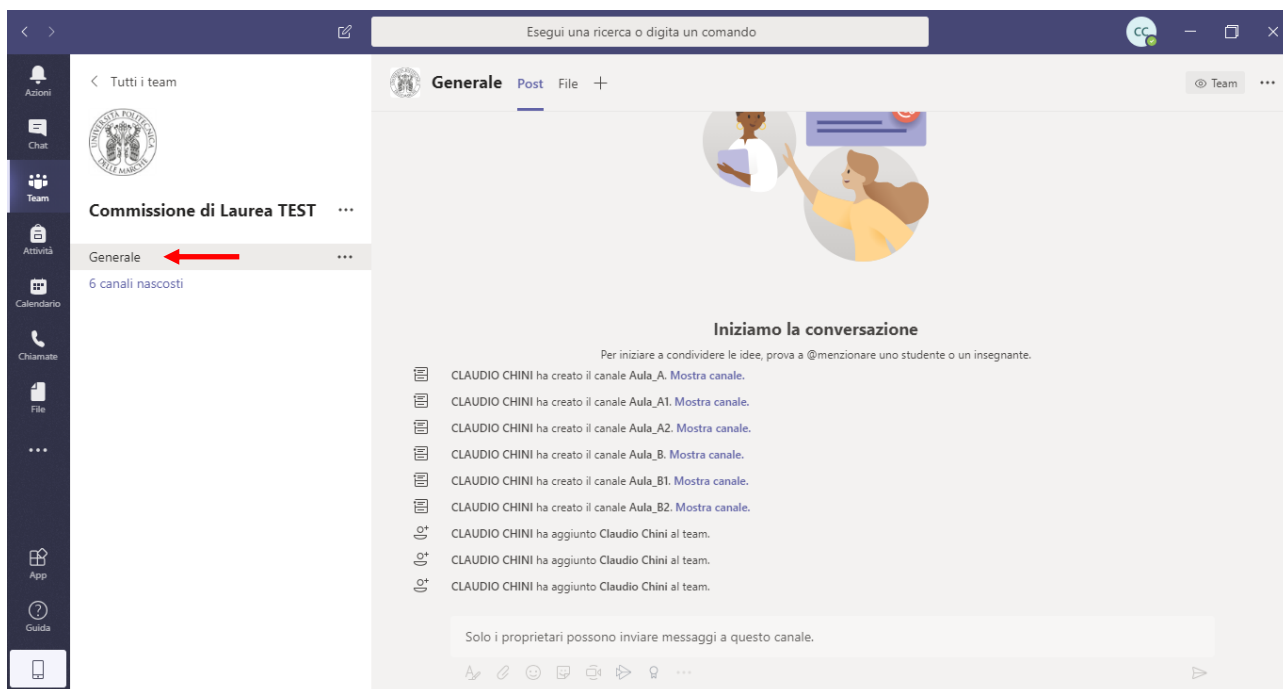 Esegui una ricerca o digita un comando
CC
Azioni
Chat
Team
Attività
Calendario
Chiamate
File
App
Guida
Tutti i team
UNIVERSITÀ POLITECNICA DELLE MARCHE
Commissione di Laurea TEST
Generale
6 canali nascosti
Generale Post File
Team
Iniziamo la conversazione
Per iniziare a condividere le idee, prova a @menzionare uno studente o un insegnante.
CLAUDIO CHINI ha creato il canale Aula_A. Mostra canale.
CLAUDIO CHINI ha creato il canale Aula_A1. Mostra canale.
CLAUDIO CHINI ha creato il canale Aula_A2. Mostra canale.
CLAUDIO CHINI ha creato il canale Aula_B. Mostra canale.
CLAUDIO CHINI ha creato il canale Aula_B1. Mostra canale.
CLAUDIO CHINI ha creato il canale Aula_B2. Mostra canale.
CLAUDIO CHINI ha aggiunto Claudio Chini al team.
CLAUDIO CHINI ha aggiunto Claudio Chini al team.
CLAUDIO CHINI ha aggiunto Claudio Chini al team.
Solo i proprietari possono inviare messaggi a questo canale.